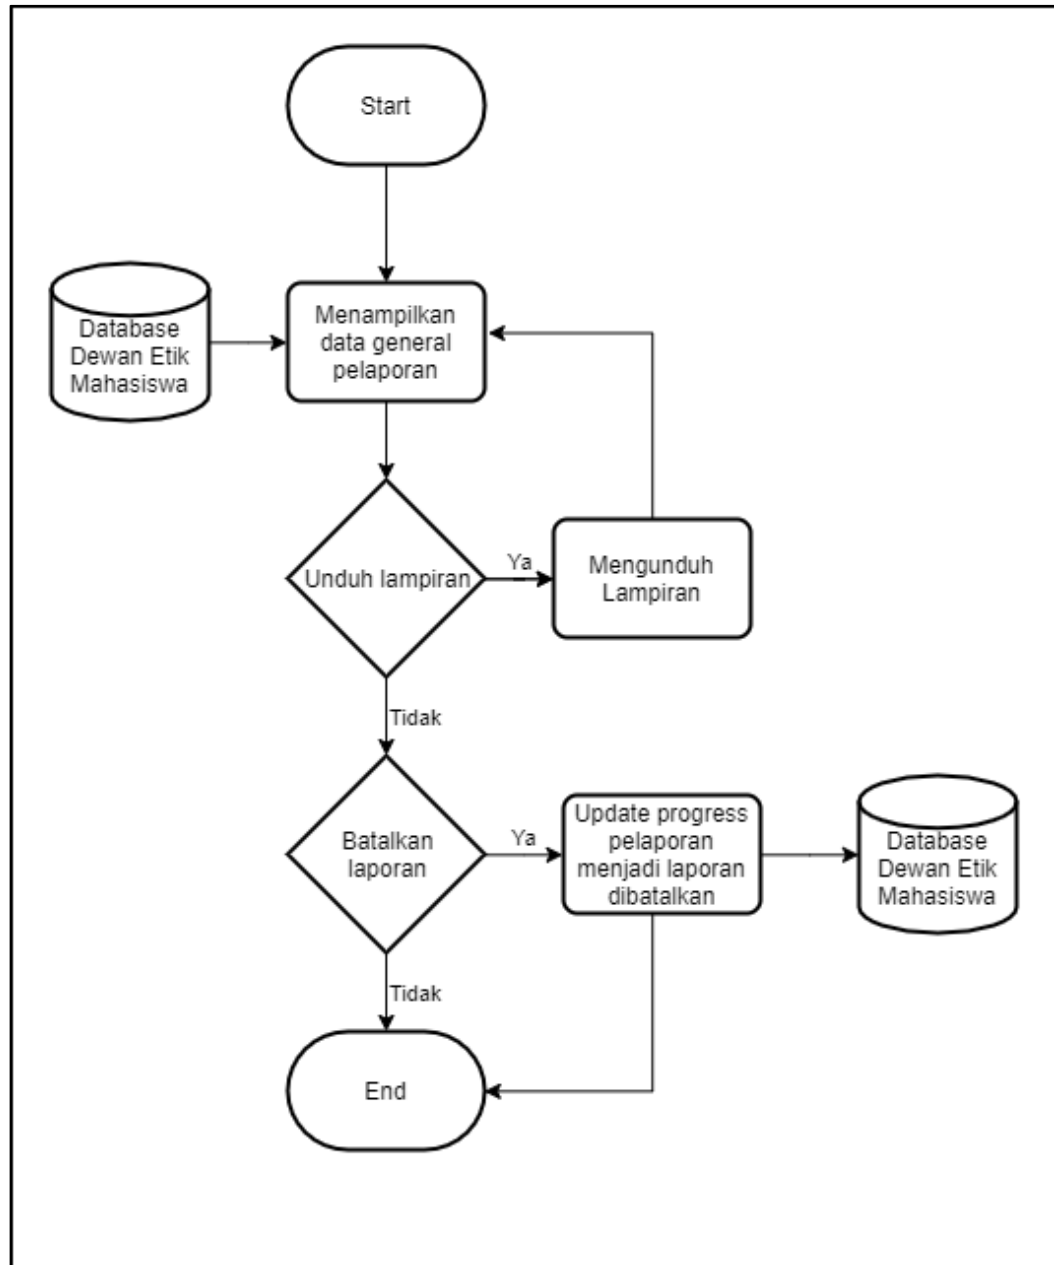 Start
Database
Dewan Etik
Mahasiswa
Menampilkan
data general
pelaporan
Unduh lampiran
Ya
Mengunduh
Lampiran
Tidak
Batalkan
laporan
Ya
Update progress
pelaporan
menjadi laporan
dibatalkan
Database
Dewan Etik
Mahasiswa
Tidak
End